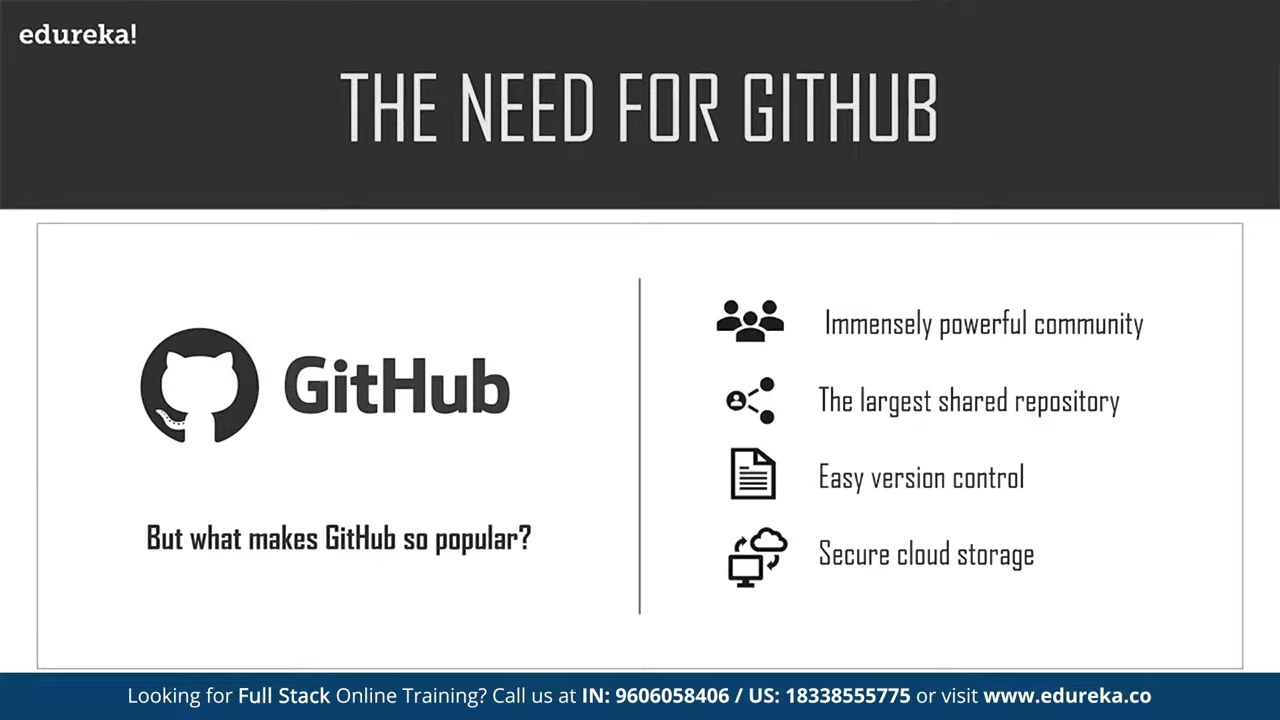 edureka!
THE NEED FOR GITHUB
GitHub
But what makes GitHub so popular?
Immensely powerful community
The largest shared repository
Easy version control
Secure cloud storage
Looking for Full Stack Online Training? Call us at IN: 9606058406 / US: 18338555775 or visit www.edureka.co